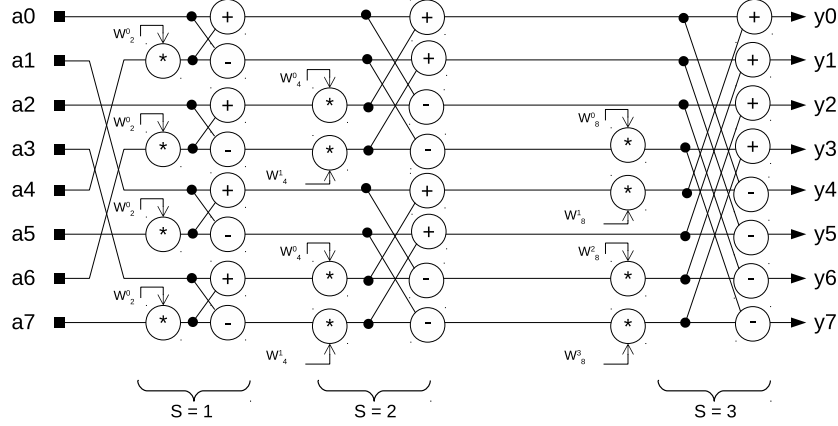 a0 + + + y0
W⁰₂
a1 * - + + y1
W⁰₄
a2 + * - + y2
W⁰₂ W⁰₈
a3 * - * - * + y3
W¹₄
a4 + + * - y4
W⁰₂ W¹₈
a5 * - + - y5
W⁰₄ W²₈
a6 + * - * - y6
W⁰₂
a7 * - * - * - y7
W¹₄ W³₈
S = 1 S = 2 S = 3